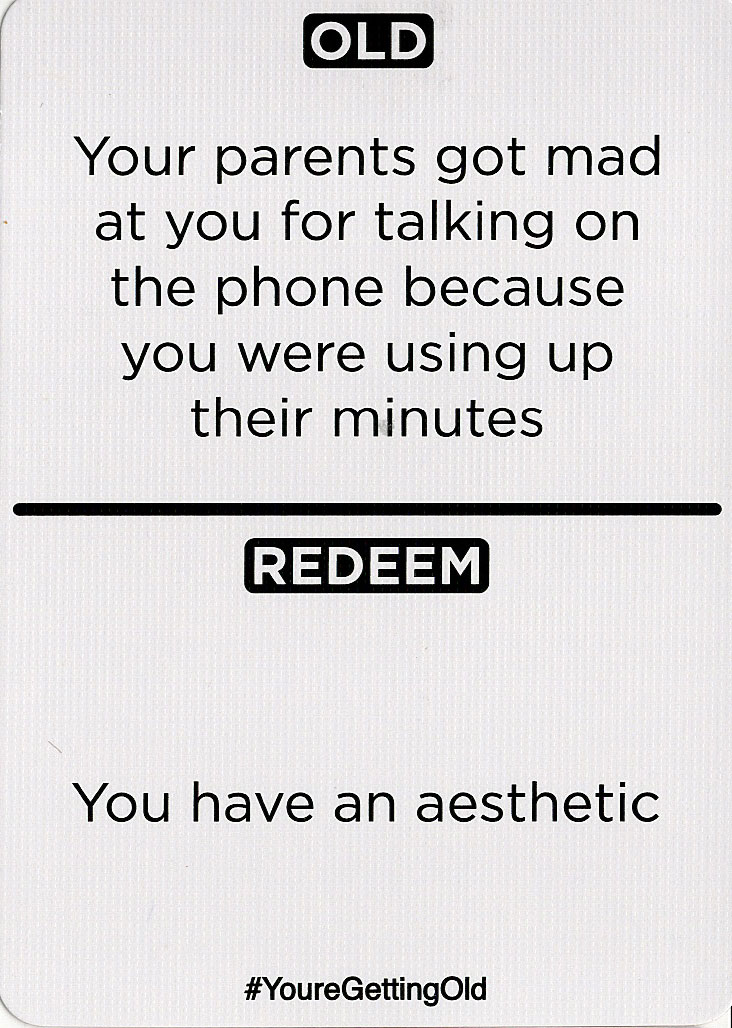 OLD
Your parents got mad
at you for talking on
the phone because
you were using up
their minutes
REDEEM
You have an aesthetic
#YoureGettingOld